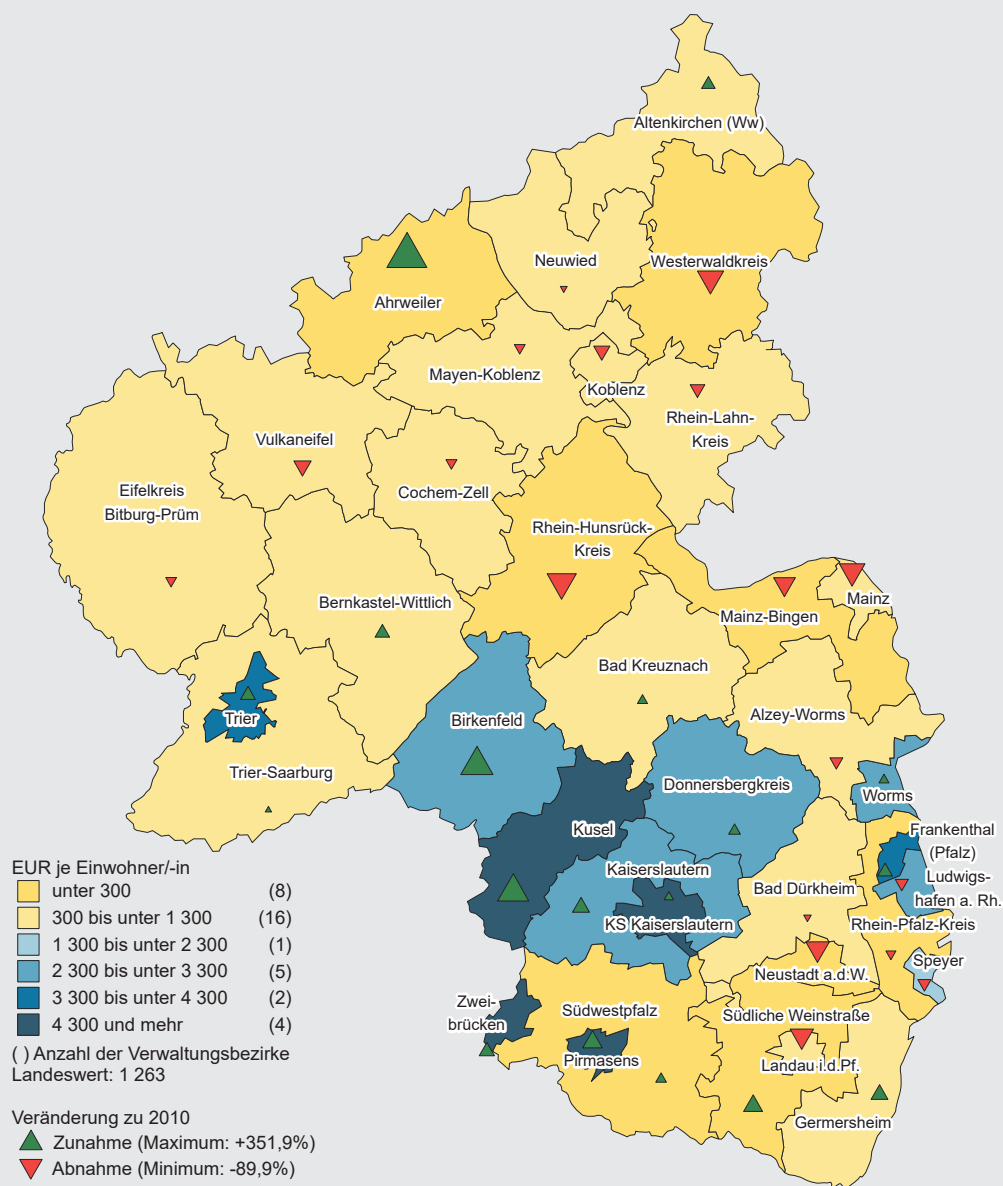 Altenkirchen (Ww)
Neuwied
Westerwaldkreis
Ahrweiler
Mayen-Koblenz
Koblenz
Rhein-Lahn-
Kreis
Vulkaneifel
Cochem-Zell
Eifelkreis
Bitburg-Prüm
Rhein-Hunsrück-
Kreis
Bernkastel-Wittlich
Mainz-Bingen
Mainz
Bad Kreuznach
Trier
Birkenfeld
Alzey-Worms
Trier-Saarburg
Donnersbergkreis
Worms
Kusel
Frankenthal
(Pfalz)
Ludwigs-
hafen a. Rh.
Kaiserslautern
Bad Dürkheim
KS Kaiserslautern
Rhein-Pfalz-Kreis
Speyer
Neustadt a.d.W.
Zwei-
brücken
Südwestpfalz
Südliche Weinstraße
Pirmasens
Landau i.d.Pf.
Germersheim
EUR je Einwohner/-in
unter 300 (8)
300 bis unter 1 300 (16)
1 300 bis unter 2 300 (1)
2 300 bis unter 3 300 (5)
3 300 bis unter 4 300 (2)
4 300 und mehr (4)
( ) Anzahl der Verwaltungsbezirke
Landeswert: 1 263
Veränderung zu 2010
Zunahme (Maximum: +351,9%)
Abnahme (Minimum: -89,9%)